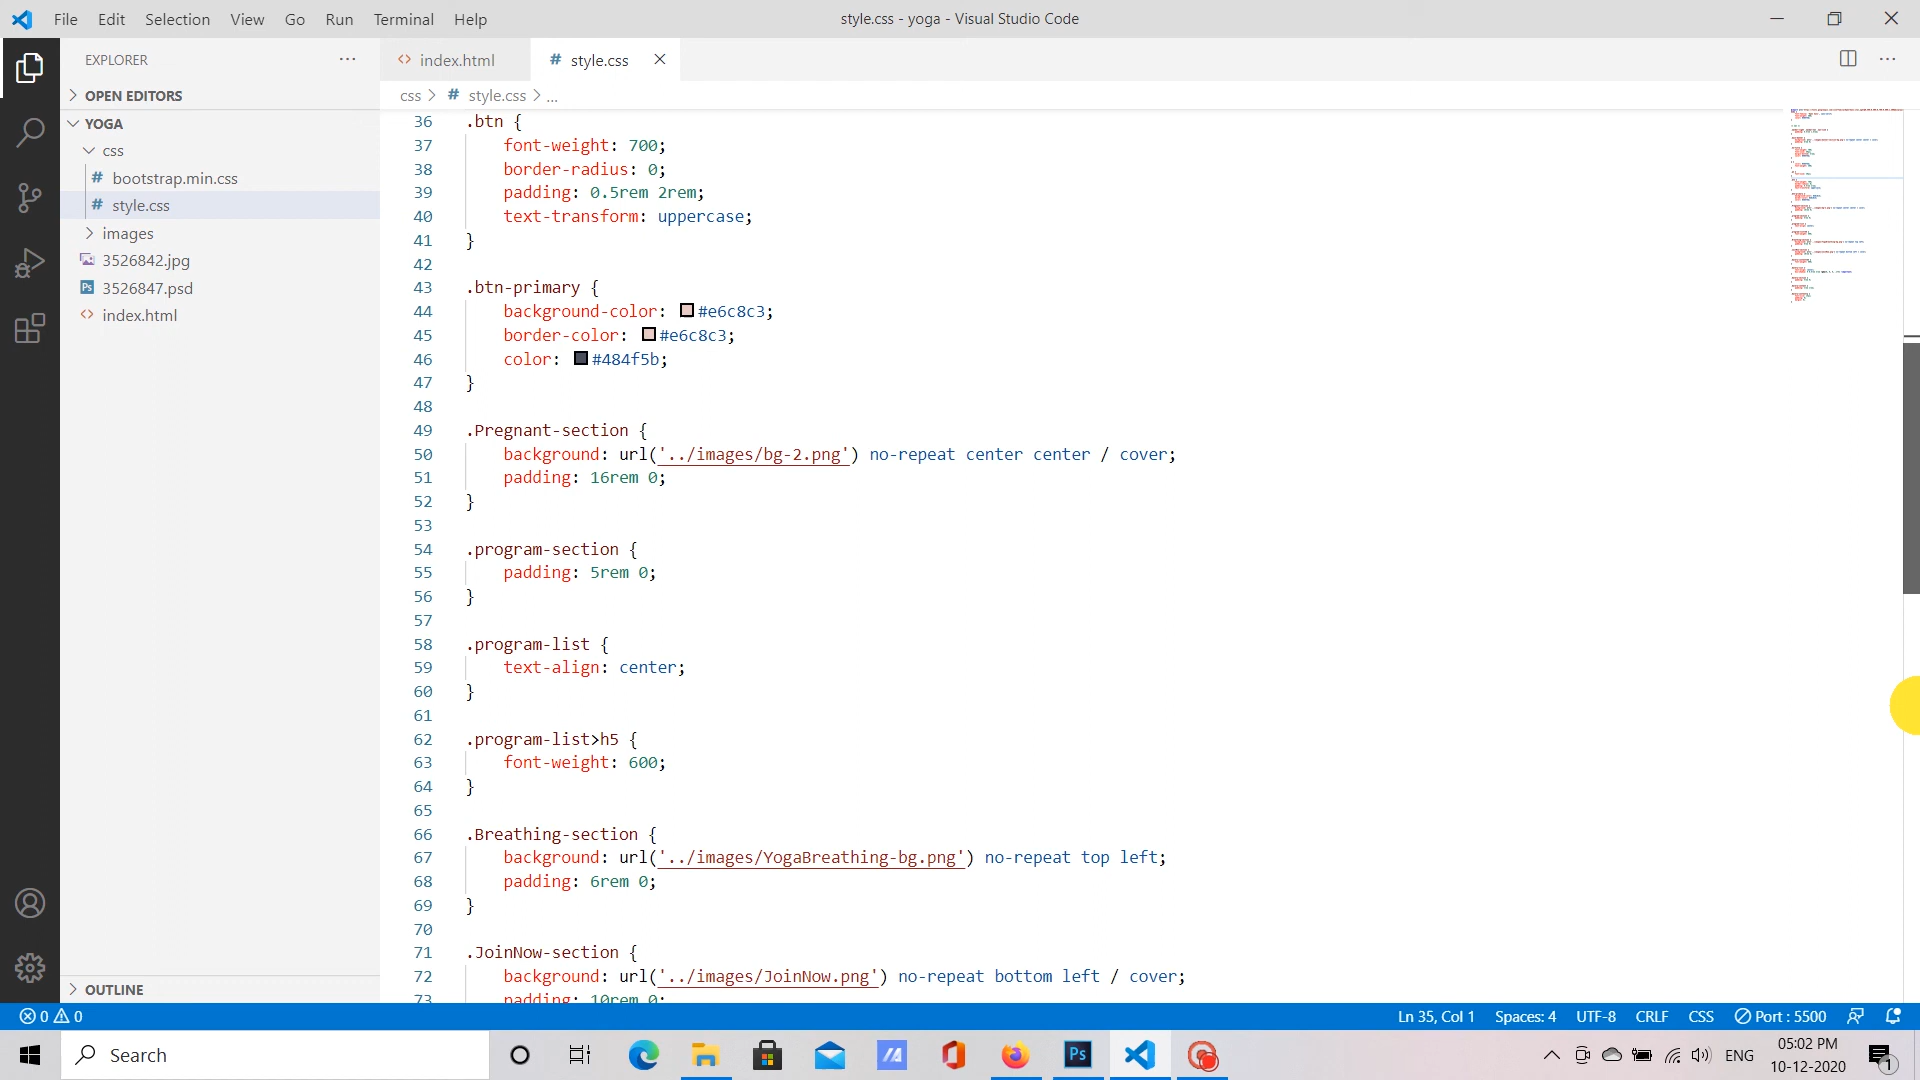 File Edit Selection View Go Run Terminal Help
style.css - yoga - Visual Studio Code
EXPLORER
OPEN EDITORS
YOGA
css
# bootstrap.min.css
# style.css
images
3526842.jpg
Ps 3526847.psd
<> index.html
OUTLINE
<> index.html
# style.css
css > # style.css > ...
36 .btn {
37 font-weight: 700;
38 border-radius: 0;
39 padding: 0.5rem 2rem;
40 text-transform: uppercase;
41 }
42
43 .btn-primary {
44 background-color: #e6c8c3;
45 border-color: #e6c8c3;
46 color: #484f5b;
47 }
48
49 .Pregnant-section {
50 background: url('../images/bg-2.png') no-repeat center center / cover;
51 padding: 16rem 0;
52 }
53
54 .program-section {
55 padding: 5rem 0;
56 }
57
58 .program-list {
59 text-align: center;
60 }
61
62 .program-list>h5 {
63 font-weight: 600;
64 }
65
66 .Breathing-section {
67 background: url('../images/YogaBreathing-bg.png') no-repeat top left;
68 padding: 6rem 0;
69 }
70
71 .JoinNow-section {
72 background: url('../images/JoinNow.png') no-repeat bottom left / cover;
73 padding: 10rem 0;
0 0
Ln 35, Col 1 Spaces: 4 UTF-8 CRLF CSS Port : 5500
Search
Ps
ENG
05:02 PM
10-12-2020
1